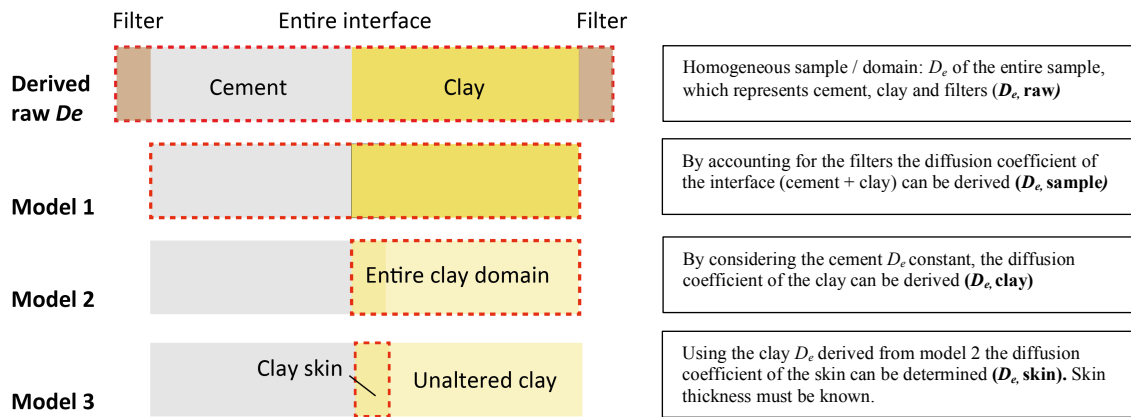 Filter Entire interface Filter
Derived
raw De
Cement Clay
Homogeneous sample / domain: De of the entire sample,
which represents cement, clay and filters (De, raw)
Model 1
By accounting for the filters the diffusion coefficient of
the interface (cement + clay) can be derived (De, sample)
Model 2
Entire clay domain
By considering the cement De constant, the diffusion
coefficient of the clay can be derived (De, clay)
Model 3
Clay skin
Unaltered clay
Using the clay De derived from model 2 the diffusion
coefficient of the skin can be determined (De, skin). Skin
thickness must be known.